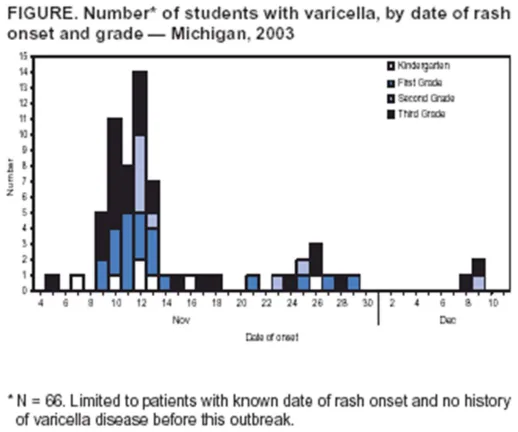 FIGURE. Number* of students with varicella, by date of rash
onset and grade — Michigan, 2003
15
14
13
12
11
10
9
8
7
6
5
4
3
2
1
0
Number
Kindergarten
First Grade
Second Grade
Third Grade
4 6 8 10 12 14 16 18 20 22 24 26 28 30 2 4 6 8 10
Nov Dec
Date of onset
* N = 66. Limited to patients with known date of rash onset and no history
of varicella disease before this outbreak.